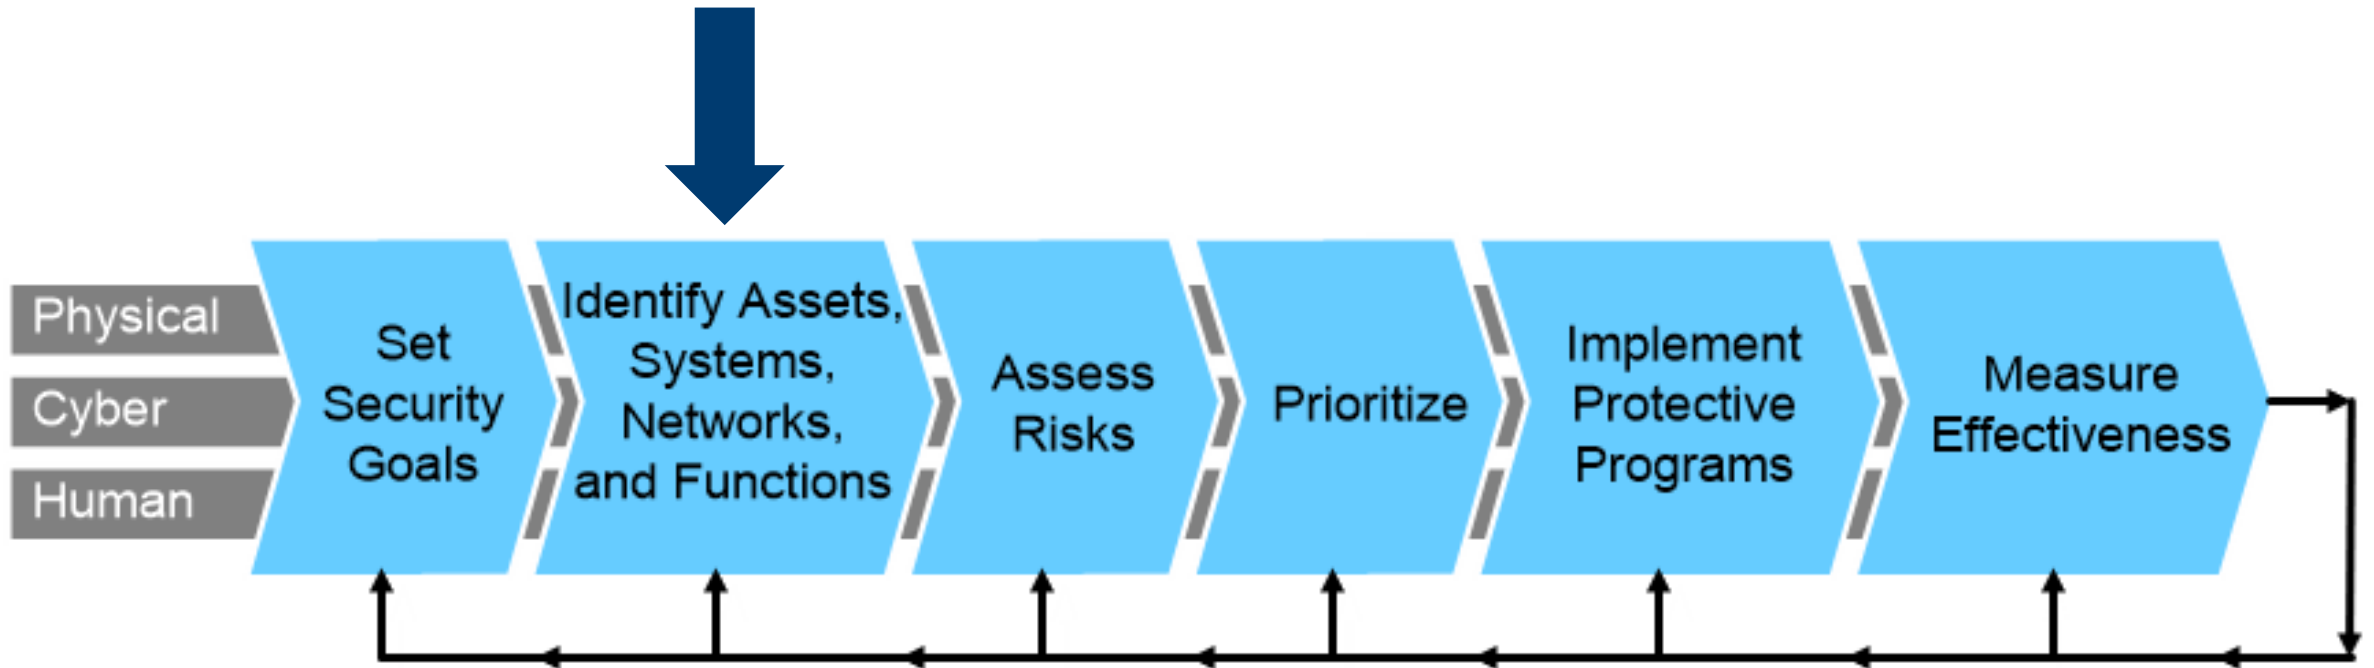 Physical
Cyber
Human
Set
Security
Goals
Identify Assets,
Systems,
Networks,
and Functions
Assess
Risks
Prioritize
Implement
Protective
Programs
Measure
Effectiveness